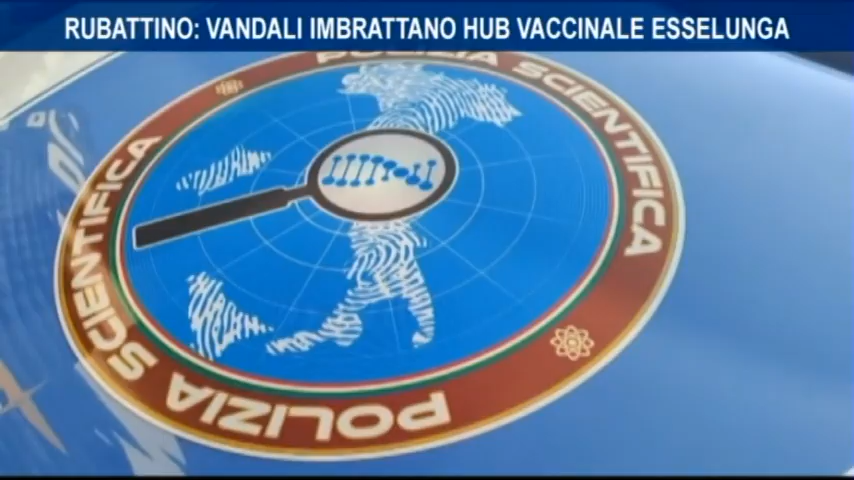 RUBATTINO: VANDALI IMBRATTANO HUB VACCINALE ESSELUNGA
POLIZIA SCIENTIFICA
POLIZIA SCIENTIFICA